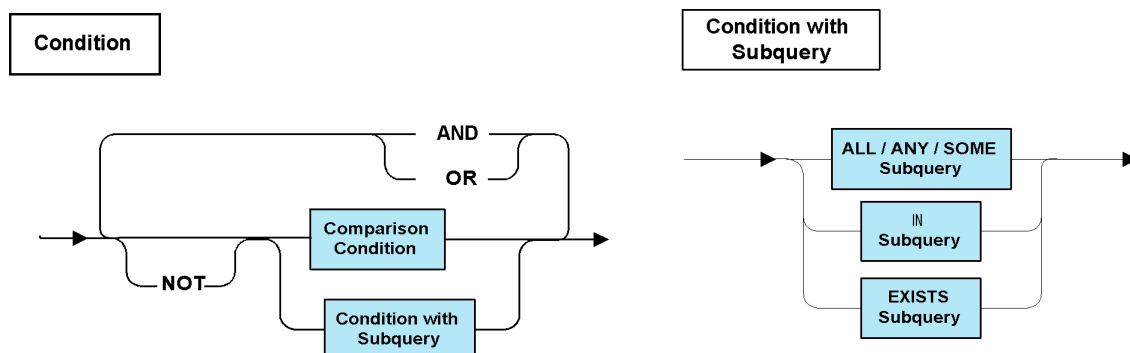 Condition
AND
OR
Comparison
Condition
NOT
Condition with
Subquery
Condition with
Subquery
ALL / ANY / SOME
Subquery
IN
Subquery
EXISTS
Subquery